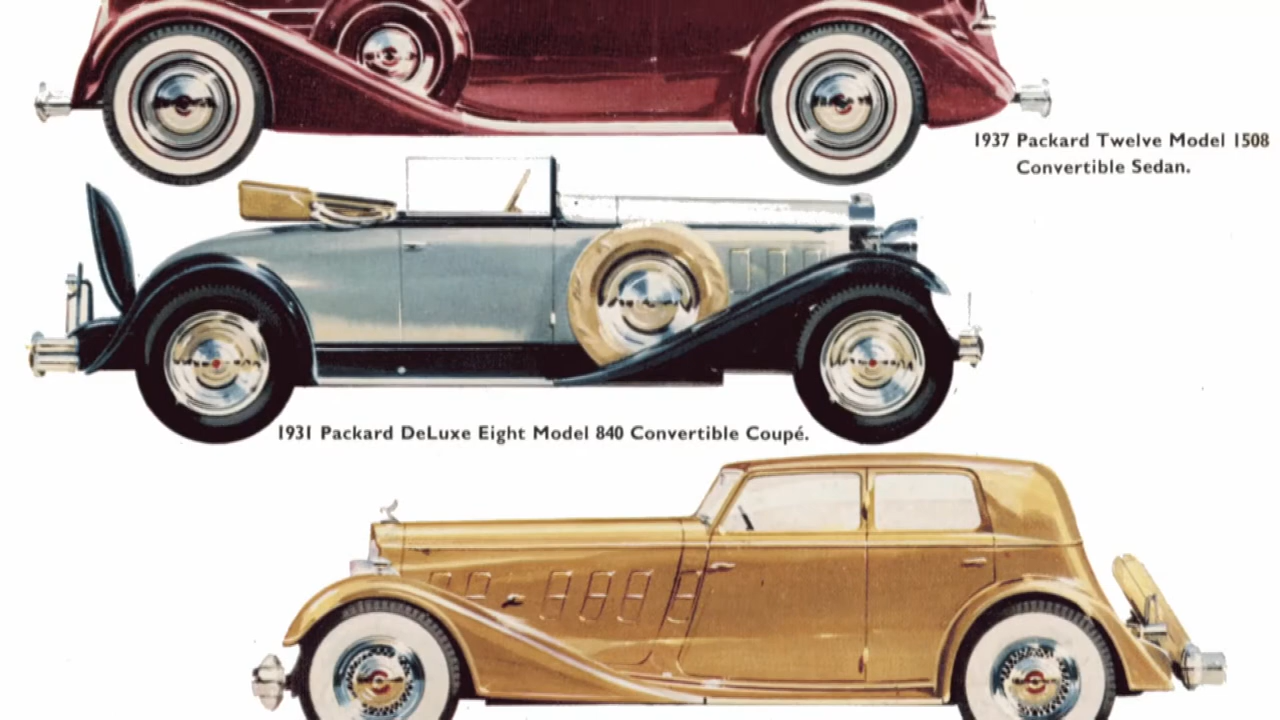 1937 Packard Twelve Model 1508
Convertible Sedan.
1931 Packard DeLuxe Eight Model 840 Convertible Coupé.